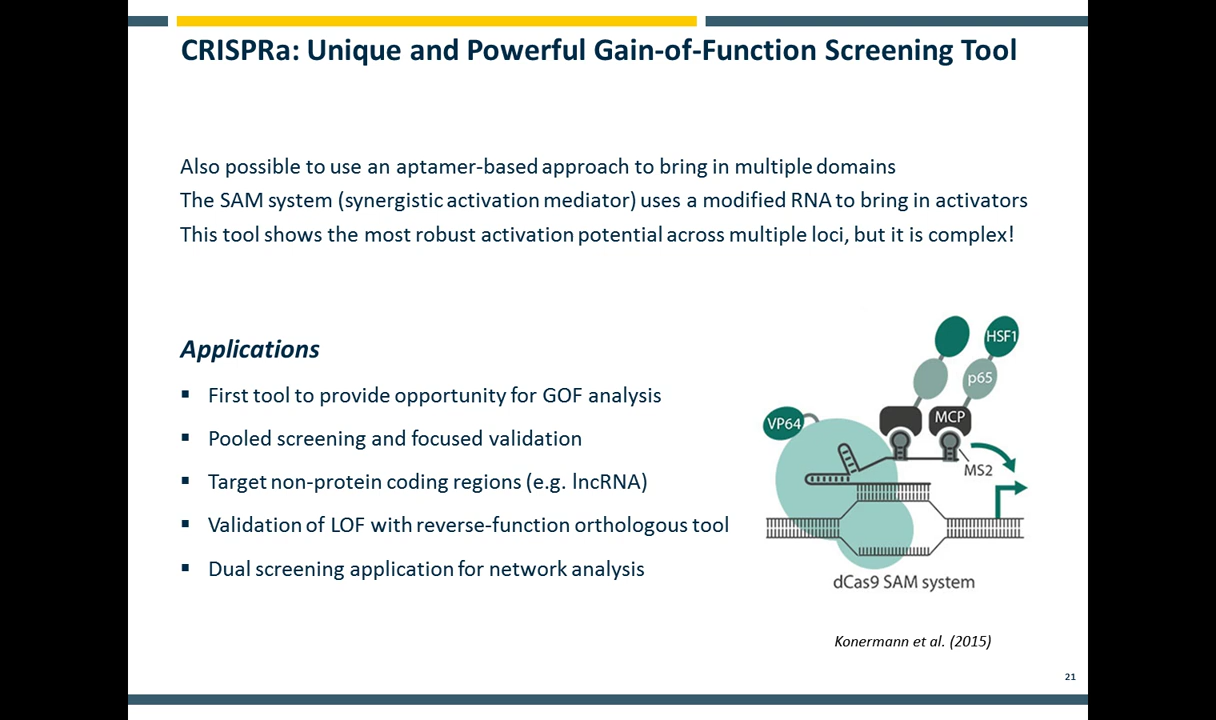 CRISPRa: Unique and Powerful Gain-of-Function Screening Tool
Also possible to use an aptamer-based approach to bring in multiple domains
The SAM system (synergistic activation mediator) uses a modified RNA to bring in activators
This tool shows the most robust activation potential across multiple loci, but it is complex!
Applications
▪ First tool to provide opportunity for GOF analysis
▪ Pooled screening and focused validation
▪ Target non-protein coding regions (e.g. lncRNA)
▪ Validation of LOF with reverse-function orthologous tool
▪ Dual screening application for network analysis
HSF1
p65
MCP
VP64
MS2
dCas9 SAM system
Konermann et al. (2015)
21